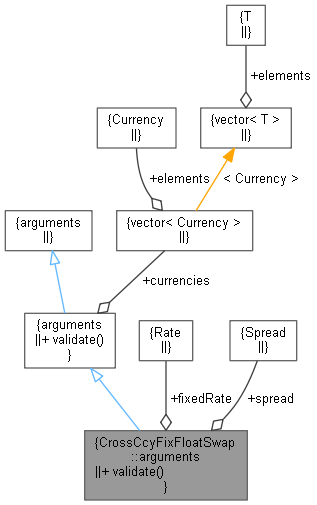 {T
||}
+elements
{Currency
||}
{vector< T >
||}
+elements
< Currency >
{arguments
||}
{vector< Currency >
||}
+currencies
{arguments
||+ validate()
}
{Rate
||}
{Spread
||}
+fixedRate
+spread
{CrossCcyFixFloatSwap
::arguments
||+ validate()
}